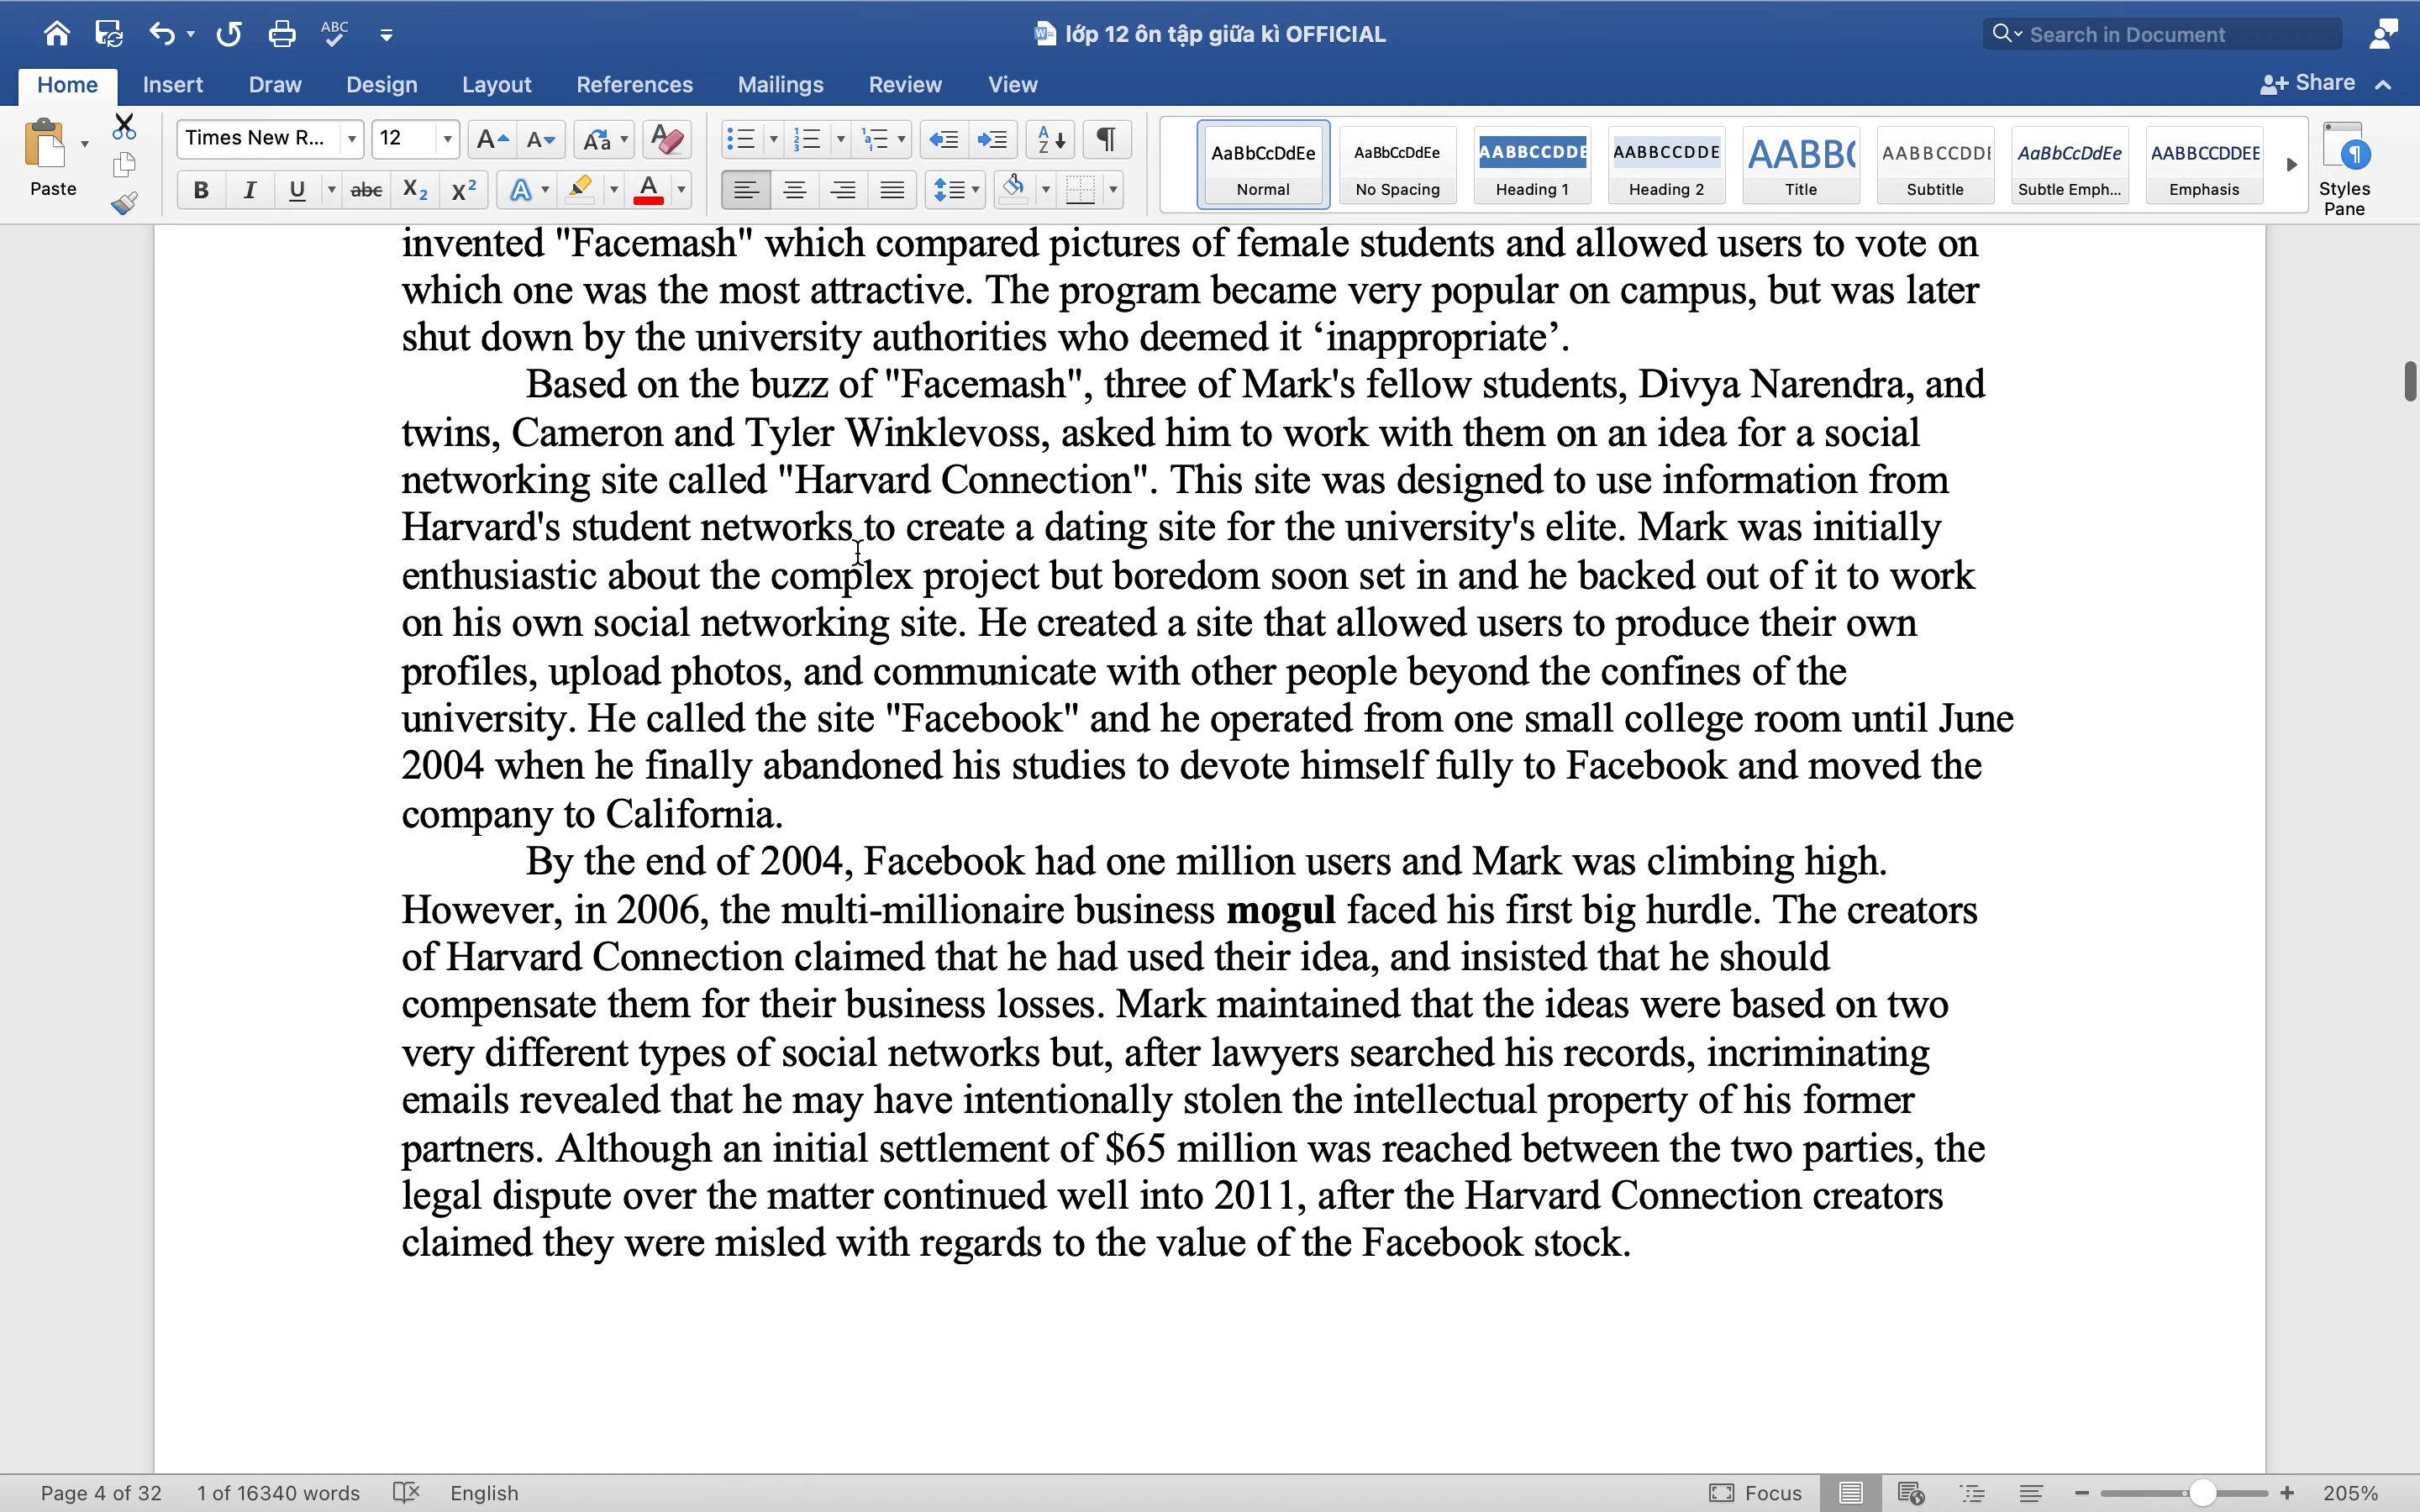 lớp 12 ôn tập giữa kì OFFICIAL
Search in Document
Home Insert Draw Design Layout References Mailings Review View
Share
Paste
Times New R... 12
AaBbCcDdEe AaBbCcDdEe AABBCCDDE AABBCCDDE AABB( AABBCCDDE AaBbCcDdEe AABBCCDDEE
Normal No Spacing Heading 1 Heading 2 Title Subtitle Subtle Emph... Emphasis
Styles
Pane
invented "Facemash" which compared pictures of female students and allowed users to vote on
which one was the most attractive. The program became very popular on campus, but was later
shut down by the university authorities who deemed it ‘inappropriate’.
Based on the buzz of "Facemash", three of Mark's fellow students, Divya Narendra, and
twins, Cameron and Tyler Winklevoss, asked him to work with them on an idea for a social
networking site called "Harvard Connection". This site was designed to use information from
Harvard's student networks to create a dating site for the university's elite. Mark was initially
enthusiastic about the complex project but boredom soon set in and he backed out of it to work
on his own social networking site. He created a site that allowed users to produce their own
profiles, upload photos, and communicate with other people beyond the confines of the
university. He called the site "Facebook" and he operated from one small college room until June
2004 when he finally abandoned his studies to devote himself fully to Facebook and moved the
company to California.
By the end of 2004, Facebook had one million users and Mark was climbing high.
However, in 2006, the multi-millionaire business mogul faced his first big hurdle. The creators
of Harvard Connection claimed that he had used their idea, and insisted that he should
compensate them for their business losses. Mark maintained that the ideas were based on two
very different types of social networks but, after lawyers searched his records, incriminating
emails revealed that he may have intentionally stolen the intellectual property of his former
partners. Although an initial settlement of $65 million was reached between the two parties, the
legal dispute over the matter continued well into 2011, after the Harvard Connection creators
claimed they were misled with regards to the value of the Facebook stock.
Page 4 of 32 1 of 16340 words English Focus 205%